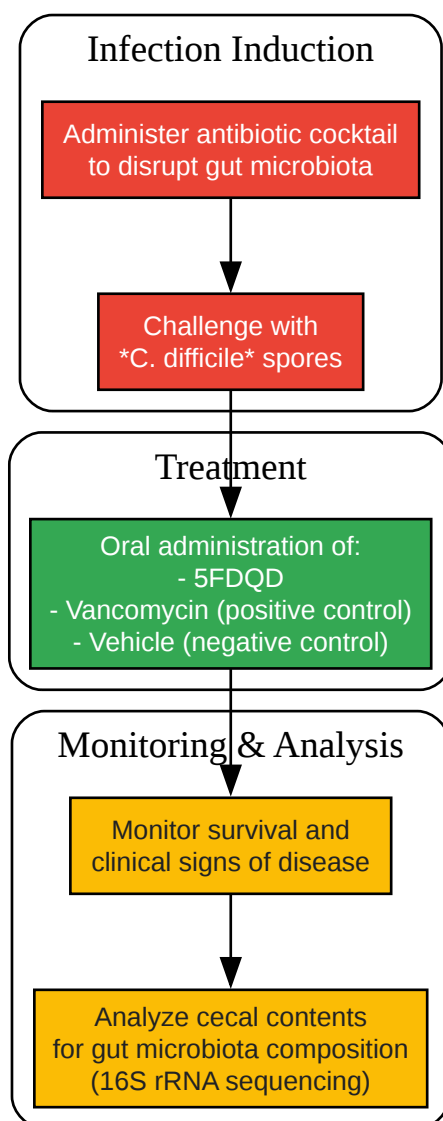 Infection Induction
Administer antibiotic cocktail
to disrupt gut microbiota
Challenge with
*C. difficile* spores
Treatment
Oral administration of:
- 5FDQD
- Vancomycin (positive control)
- Vehicle (negative control)
Monitoring & Analysis
Monitor survival and
clinical signs of disease
Analyze cecal contents
for gut microbiota composition
(16S rRNA sequencing)